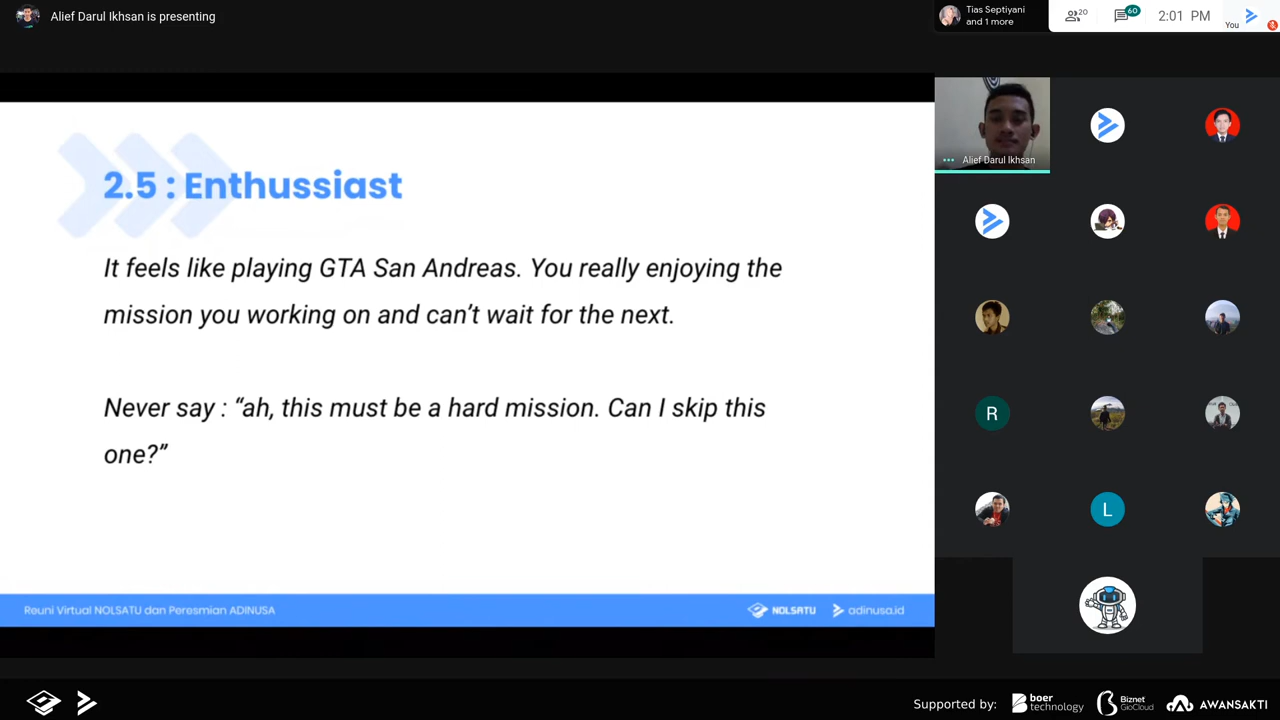 Alief Darul Ikhsan is presenting
Tias Septiyani
and 1 more
20
60
2:01 PM
You
2.5 : Enthussiast
It feels like playing GTA San Andreas. You really enjoying the
mission you working on and can’t wait for the next.
Never say : “ah, this must be a hard mission. Can I skip this
one?”
Alief Darul Ikhsan
R
L
Reuni Virtual NOLSATU dan Peresmian ADINUSA
NOLSATU
adinusa.id
Supported by:
boer
technology
Biznet
GioCloud
AWANSAKTI